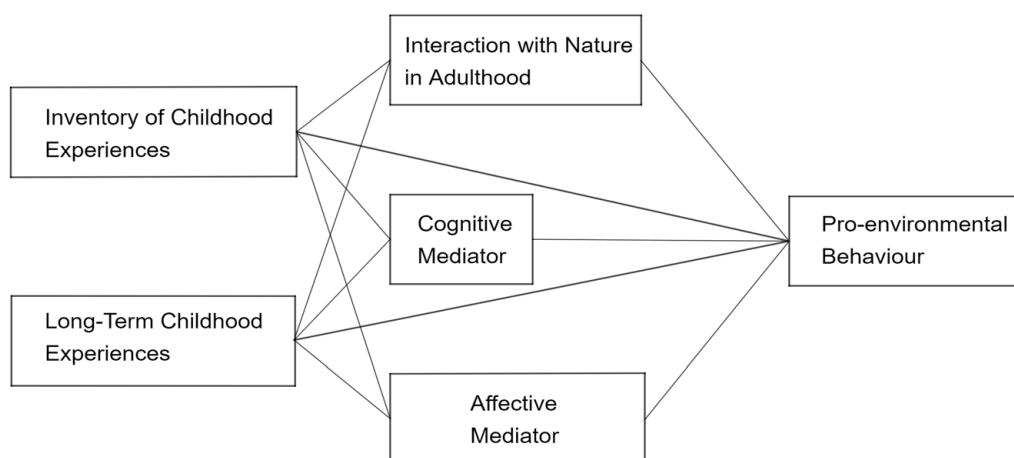 Interaction with Nature
in Adulthood
Inventory of Childhood
Experiences
Cognitive
Mediator
Pro-environmental
Behaviour
Long-Term Childhood
Experiences
Affective
Mediator